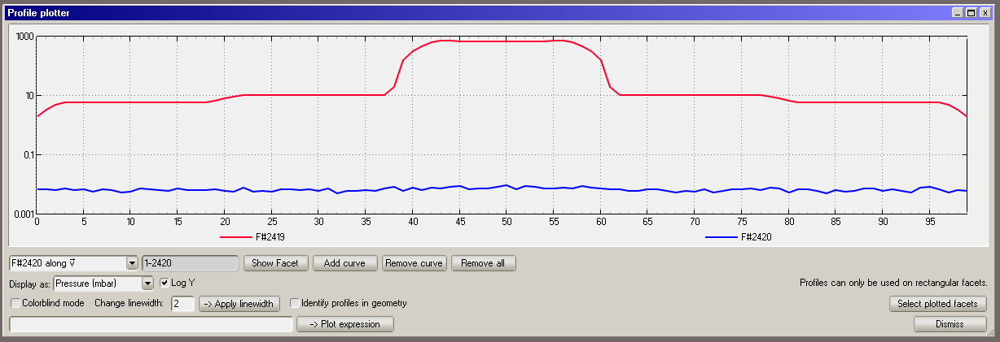 Profile plotter
1000
10
0.1
0.001
0 5 10 15 20 25 30 35 40 45 50 55 60 65 70 75 80 85 90 95
F#2419 F#2420
F#2420 along v⃗ 1-2420 Show Facet Add curve Remove curve Remove all
Display as: Pressure (mbar) Log Y Profiles can only be used on rectangular facets.
Colorblind mode Change linewidth: 2 -> Apply linewidth Identify profiles in geometry Select plotted facets
-> Plot expression Dismiss